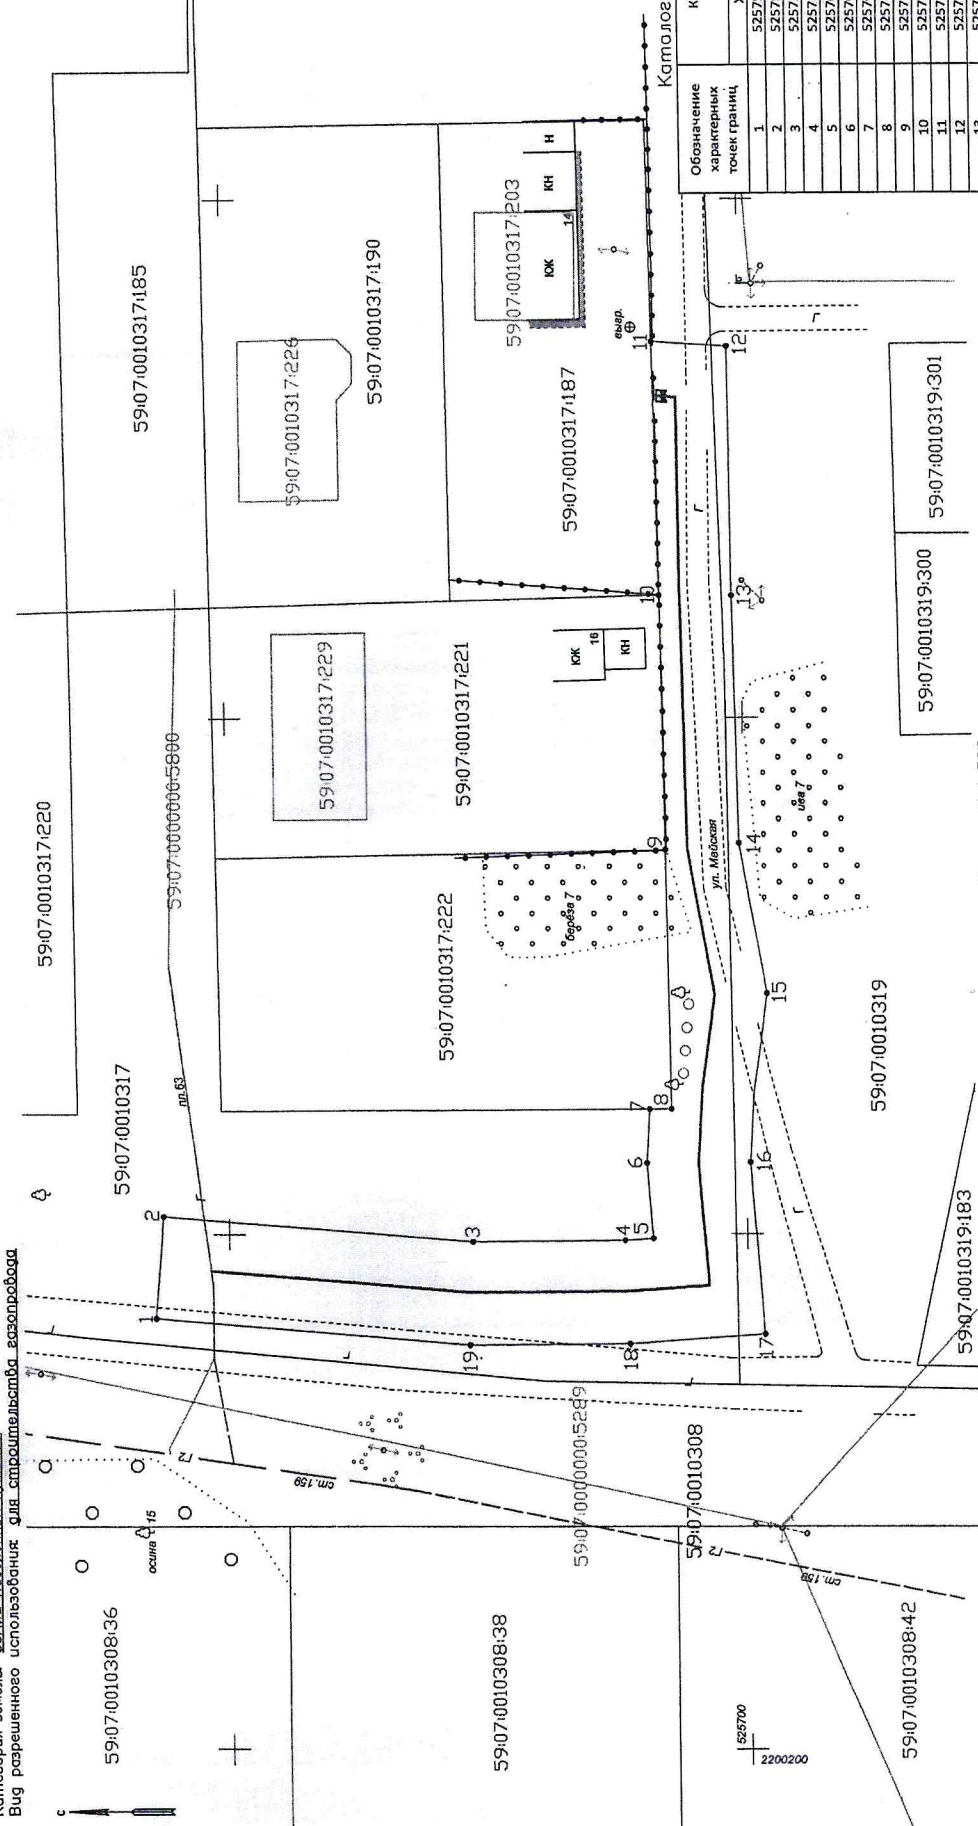 Вид разрешенного использования: для строительства газопровода
с
59:07:0010317:220
59:07:0010317:185
59:07:0010317
59:07:0000000:5800
пл.63
Г
59:07:0010317:226
59:07:0010317:190
59:07:0010317:229
59:07:0010317:221
59:07:0010317:222
59:07:0010317:203
59:07:0010317:187
КЖ
14
КН
Н
КЖ
16
КН
выгр.
берёза 7
ива 7
ул. Майская
осина
15
Г2
ст.159
59:07:0010308:36
59:07:0010308:38
59:07:0000000:5289
59:07:0010308
Г2
ст.159
59:07:0010308:42
525700
2200200
59:07:0010319
59:07:0010319:183
59:07:0010319:300
59:07:0010319:301
1
2
3
4
5
6
7
8
9
10
11
12
13
14
15
16
17
18
19
Г
Г
Г
Г
Г
Каталог
Обозначение
характерных
точек границ
1
2
3
4
5
6
7
8
9
10
11
12